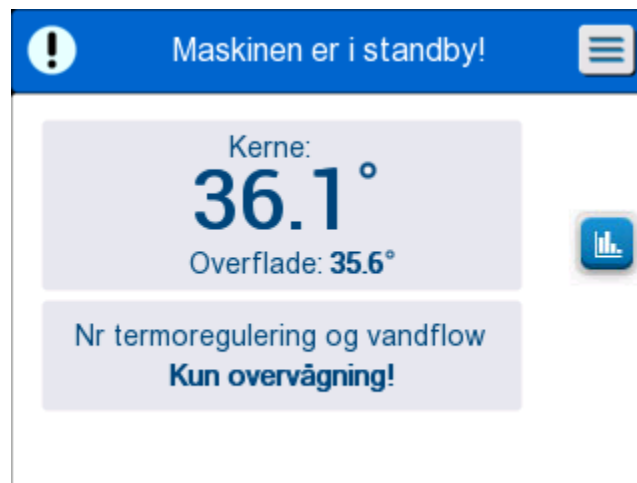 Maskinen er i standby!
Kerne:
36.1°
Overflade: 35.6°
Nr termoregulering og vandflow
Kun overvågning!